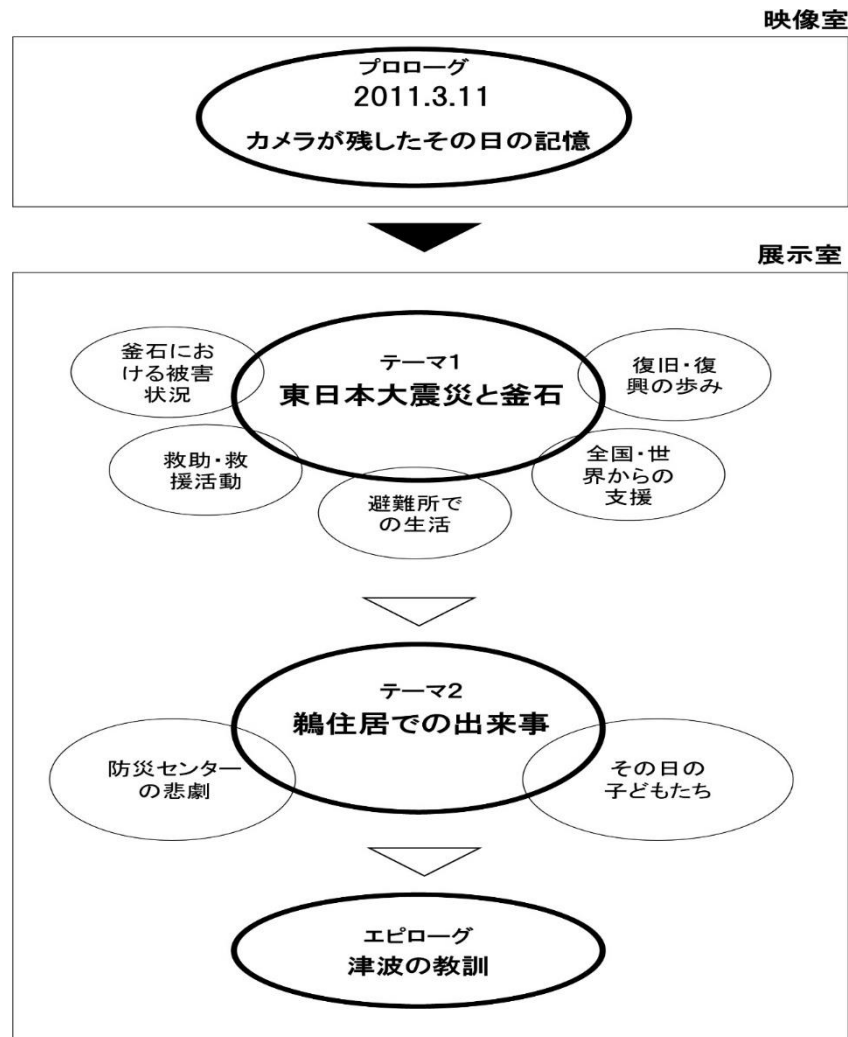 映像室
プロローグ
2011.3.11
カメラが残したその日の記憶
展示室
テーマ1
東日本大震災と釜石
釜石にお
ける被害
状況
救助・救
援活動
避難所で
の生活
全国・世
界からの
支援
復旧・復
興の歩み
テーマ2
鵜住居での出来事
防災センター
の悲劇
その日の
子どもたち
エピローグ
津波の教訓